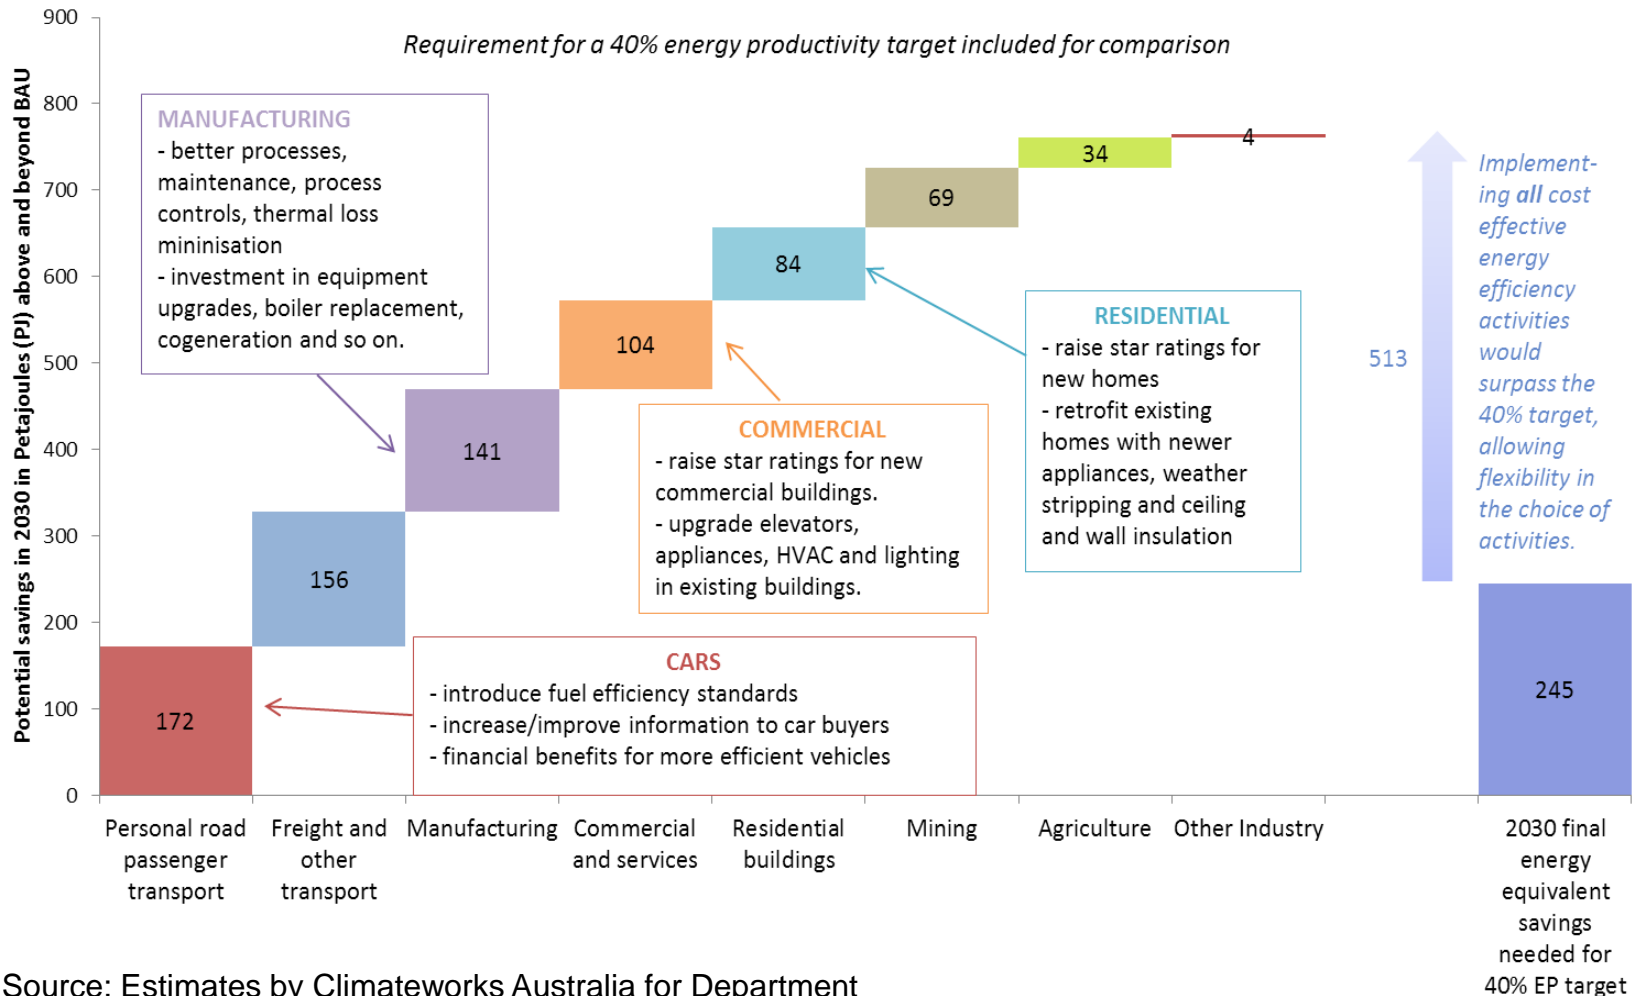 Requirement for a 40% energy productivity target included for comparison
Potential savings in 2030 in Petajoules (PJ) above and beyond BAU
900
800
700
600
500
400
300
200
100
0
MANUFACTURING
- better processes,
maintenance, process
controls, thermal loss
mininisation
- investment in equipment
upgrades, boiler replacement,
cogeneration and so on.
COMMERCIAL
- raise star ratings for new
commercial buildings.
- upgrade elevators,
appliances, HVAC and lighting
in existing buildings.
RESIDENTIAL
- raise star ratings for
new homes
- retrofit existing
homes with newer
appliances, weather
stripping and ceiling
and wall insulation
CARS
- introduce fuel efficiency standards
- increase/improve information to car buyers
- financial benefits for more efficient vehicles
172
156
141
104
84
69
34
4
513
245
Implement-
ing all cost
effective
energy
efficiency
activities
would
surpass the
40% target,
allowing
flexibility in
the choice of
activities.
Personal road
passenger
transport
Freight and
other
transport
Manufacturing
Commercial
and services
Residential
buildings
Mining
Agriculture
Other Industry
2030 final
energy
equivalent
savings
needed for
40% EP target
Source: Estimates by Climateworks Australia for Department